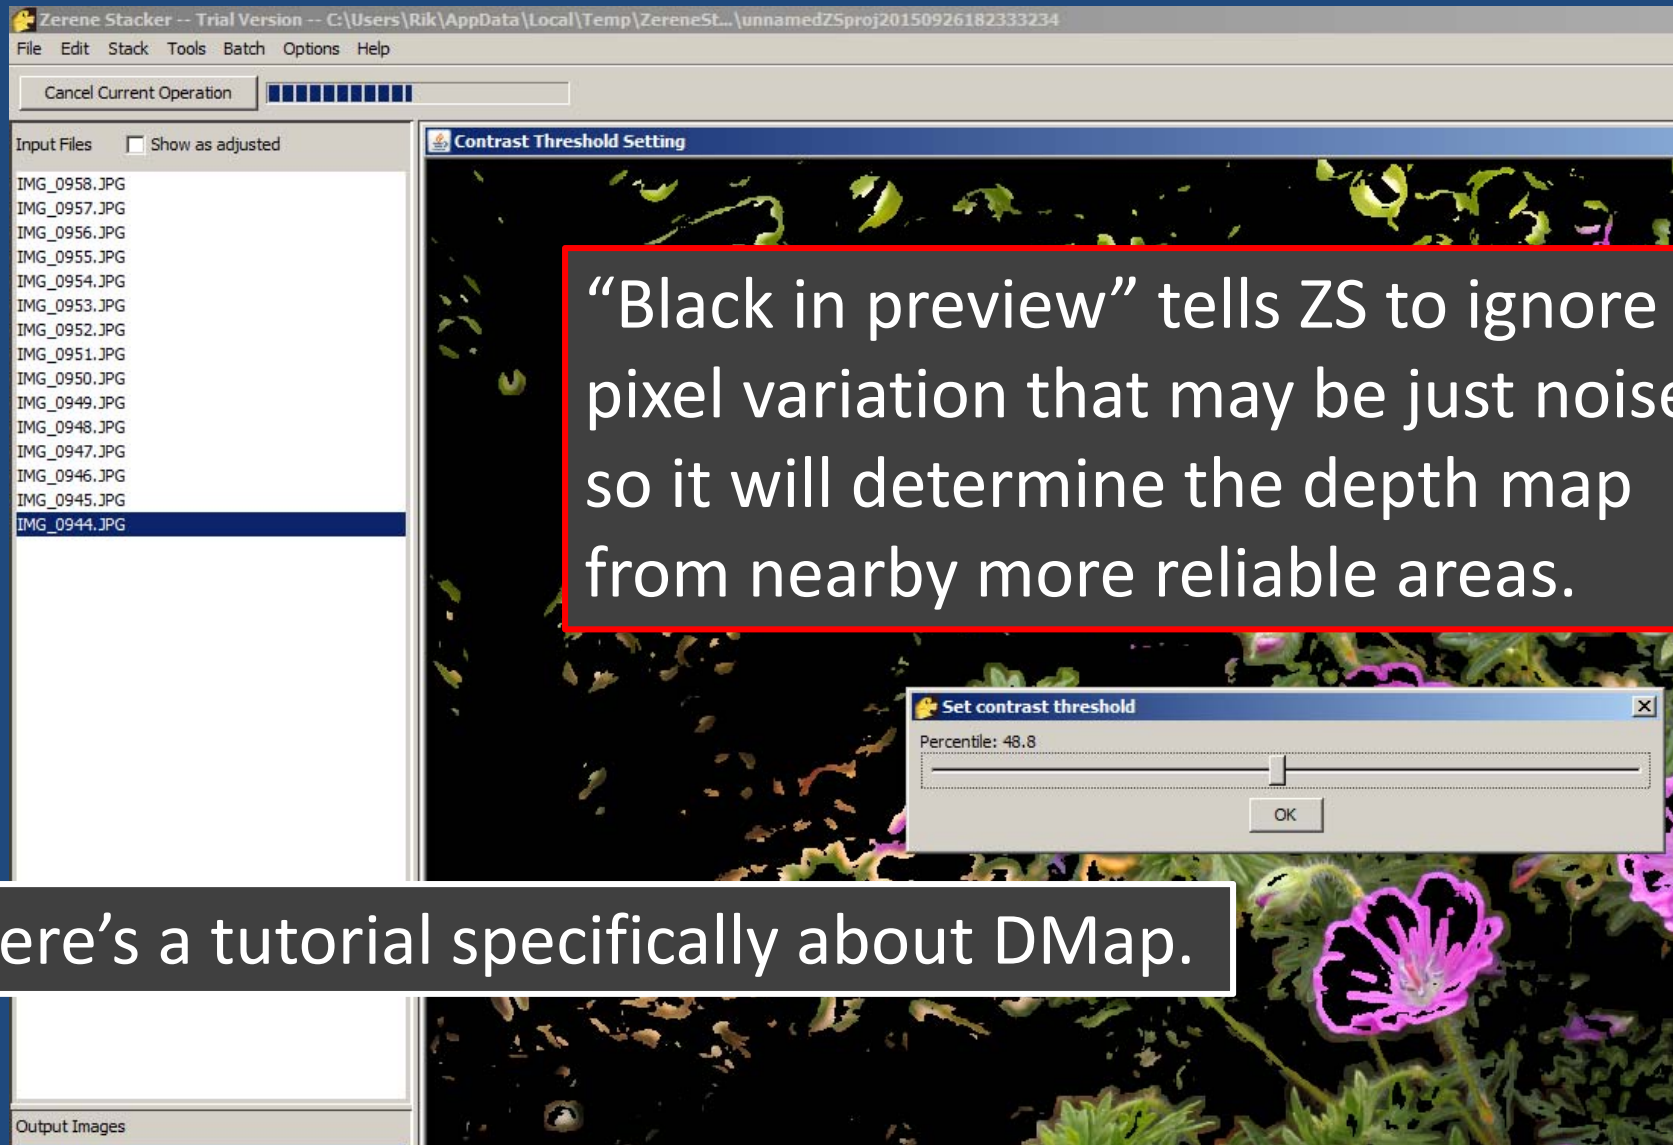 Zerene Stacker -- Trial Version -- C:\Users\Rik\AppData\Local\Temp\ZereneSt...\unnamedZSproj20150926182333234
File Edit Stack Tools Batch Options Help
Cancel Current Operation
Input Files Show as adjusted
Contrast Threshold Setting
IMG_0958.JPG
IMG_0957.JPG
IMG_0956.JPG
IMG_0955.JPG
IMG_0954.JPG
IMG_0953.JPG
IMG_0952.JPG
IMG_0951.JPG
IMG_0950.JPG
IMG_0949.JPG
IMG_0948.JPG
IMG_0947.JPG
IMG_0946.JPG
IMG_0945.JPG
IMG_0944.JPG
“Black in preview” tells ZS to ignore
pixel variation that may be just noise
so it will determine the depth map
from nearby more reliable areas.
Set contrast threshold
Percentile: 48.8
OK
ere’s a tutorial specifically about DMap.
Output Images